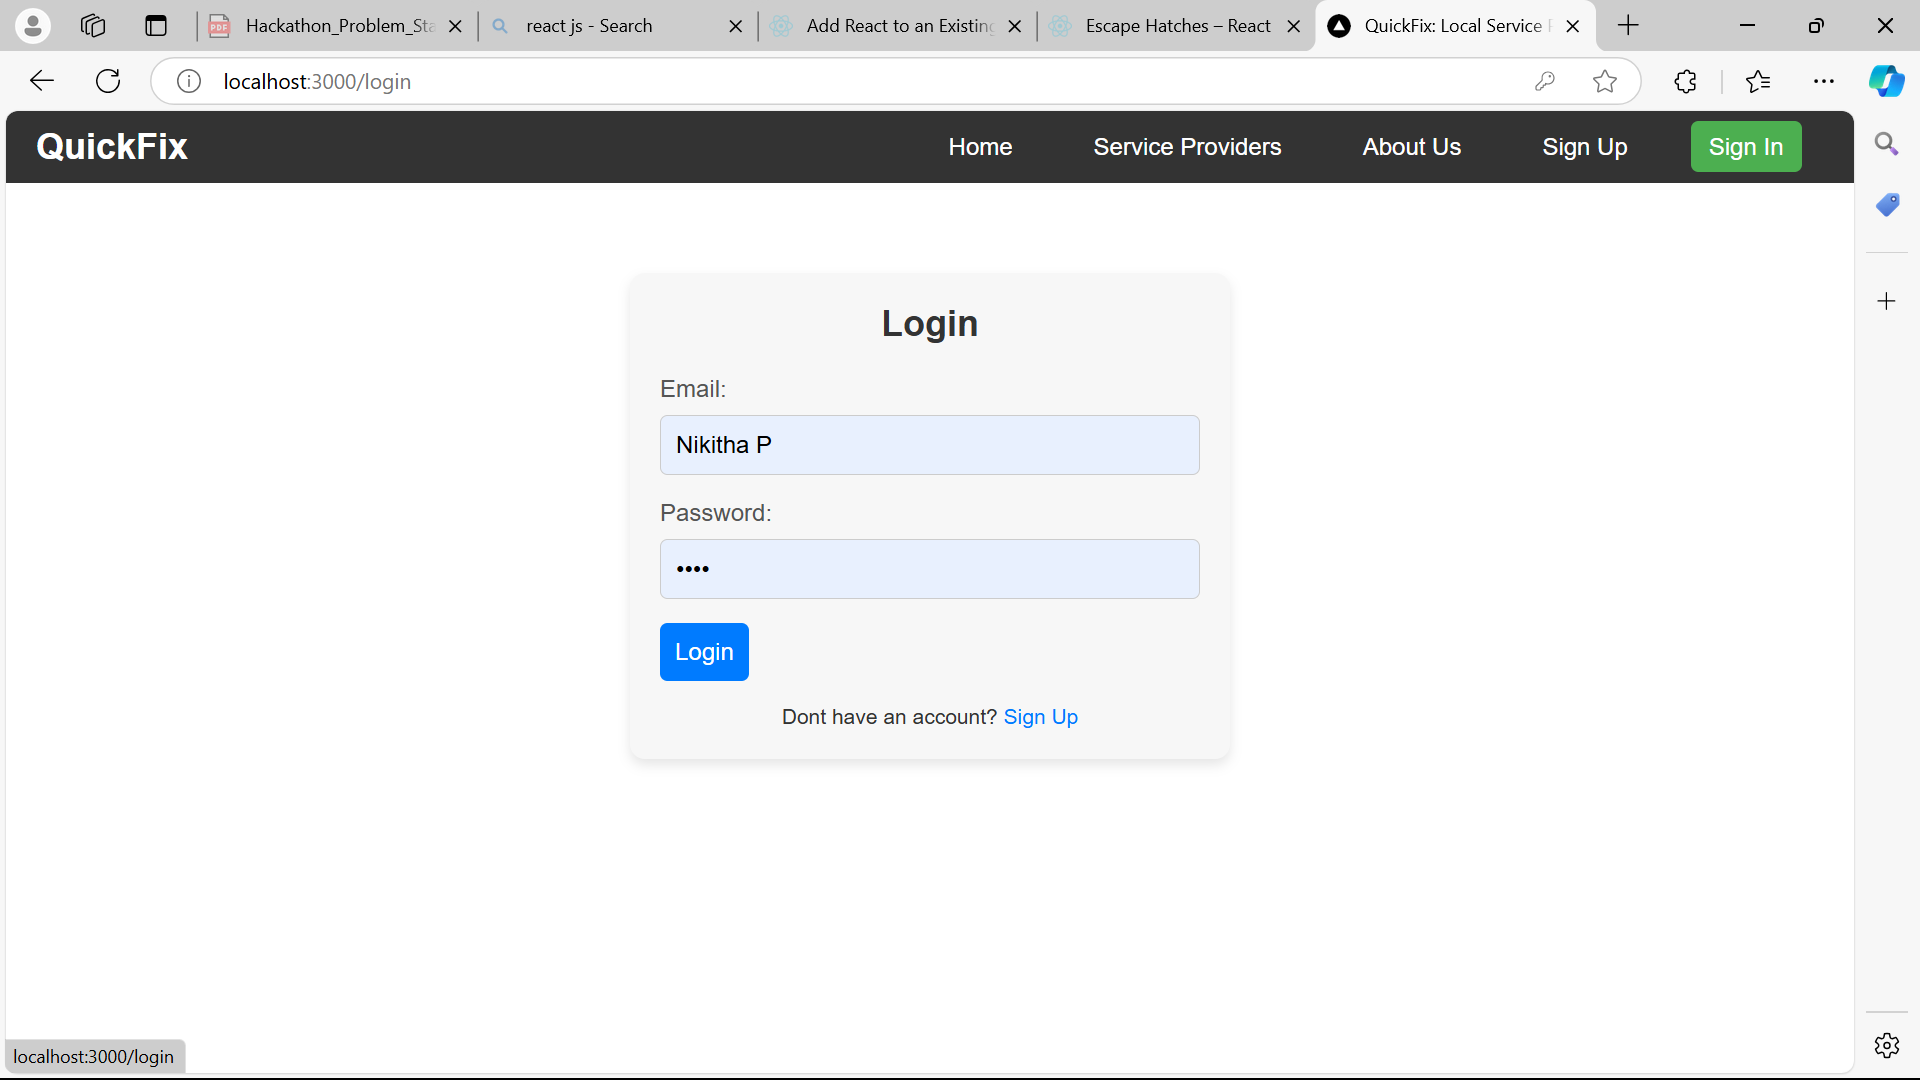 Hackathon_Problem_Sta
react js - Search
Add React to an Existing
Escape Hatches – React
QuickFix: Local Service P
localhost:3000/login
QuickFix
Home
Service Providers
About Us
Sign Up
Sign In
Login
Email:
Nikitha P
Password:
••••
Login
Dont have an account? Sign Up
localhost:3000/login